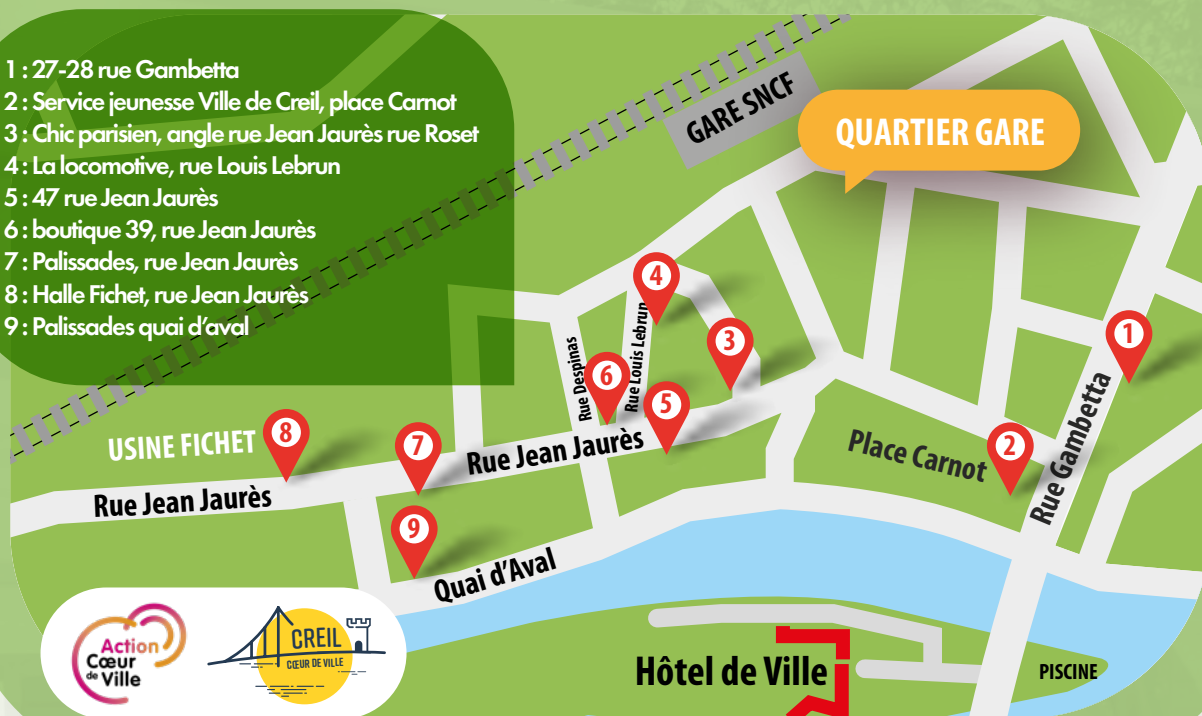 1 : 27-28 rue Gambetta
2 : Service jeunesse Ville de Creil, place Carnot
3 : Chic parisien, angle rue Jean Jaurès rue Roset
4 : La locomotive, rue Louis Lebrun
5 : 47 rue Jean Jaurès
6 : boutique 39, rue Jean Jaurès
7 : Palissades, rue Jean Jaurès
8 : Halle Fichet, rue Jean Jaurès
9 : Palissades quai d'aval
GARE SNCF
QUARTIER GARE
4
1
3
Rue Despinas
Rue Louis Lebrun
6
5
Rue Gambetta
USINE FICHET
8
7
Rue Jean Jaurès
Place Carnot
2
Rue Jean Jaurès
9
Quai d'Aval
Action
Cœur
de Ville
CREIL
CŒUR DE VILLE
Hôtel de Ville
PISCINE